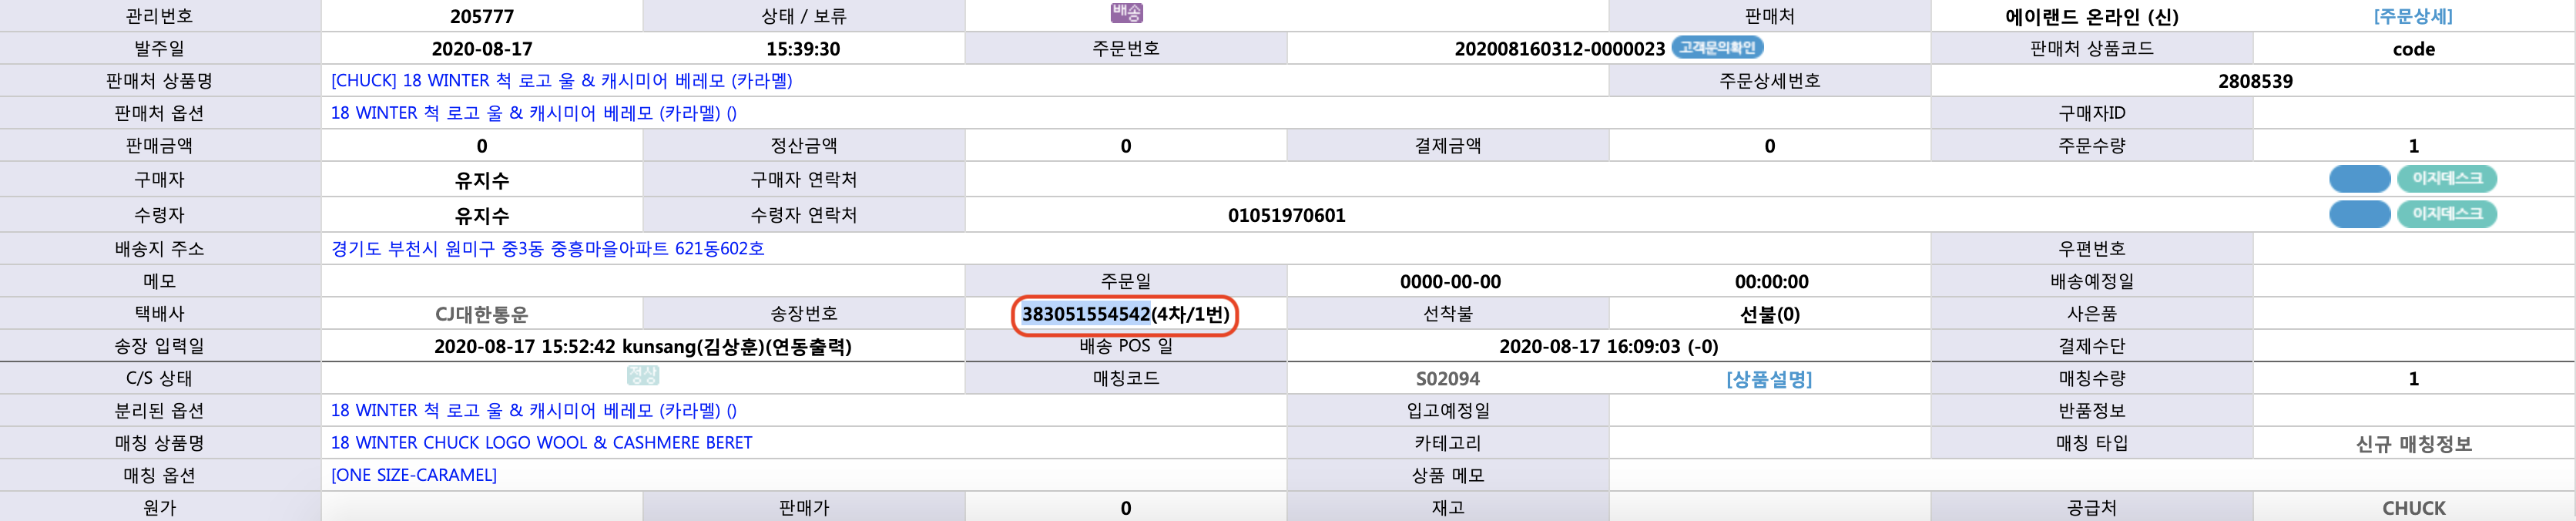 관리번호 205777 상태 / 보류 배송 판매처 에이랜드 온라인 (신) [주문상세]
발주일 2020-08-17 15:39:30 주문번호 202008160312-0000023 고객문의확인 판매처 상품코드 code
판매처 상품명 [CHUCK] 18 WINTER 척 로고 울 & 캐시미어 베레모 (카라멜) 주문상세번호 2808539
판매처 옵션 18 WINTER 척 로고 울 & 캐시미어 베레모 (카라멜) () 구매자ID
판매금액 0 정산금액 0 결제금액 0 주문수량 1
구매자 유지수 구매자 연락처 이지데스크
수령자 유지수 수령자 연락처 01051970601 이지데스크
배송지 주소 경기도 부천시 원미구 중3동 중흥마을아파트 621동602호 우편번호
메모 주문일 0000-00-00 00:00:00 배송예정일
택배사 CJ대한통운 송장번호 383051554542(4차/1번) 선착불 선불(0) 사은품
송장 입력일 2020-08-17 15:52:42 kunsang(김상훈)(연동출력) 배송 POS 일 2020-08-17 16:09:03 (-0) 결제수단
C/S 상태 정상 매칭코드 S02094 [상품설명] 매칭수량 1
분리된 옵션 18 WINTER 척 로고 울 & 캐시미어 베레모 (카라멜) () 입고예정일 반품정보
매칭 상품명 18 WINTER CHUCK LOGO WOOL & CASHMERE BERET 카테고리 매칭 타입 신규 매칭정보
매칭 옵션 [ONE SIZE-CARAMEL] 상품 메모
원가 판매가 0 재고 공급처 CHUCK